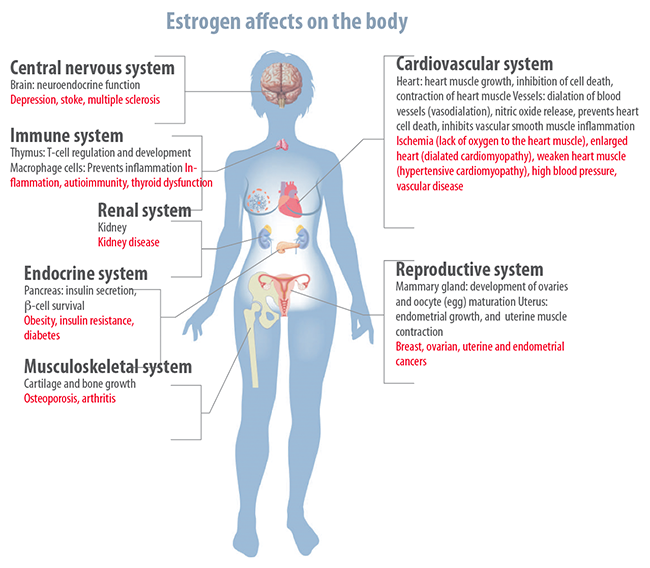 Estrogen affects on the body
Central nervous system
Brain: neuroendocrine function
Depression, stoke, multiple sclerosis
Immune system
Thymus: T-cell regulation and development
Macrophage cells: Prevents inflammation In-
flammation, autioimmunity, thyroid dysfunction
Renal system
Kidney
Kidney disease
Endocrine system
Pancreas: insulin secretion,
β-cell survival
Obesity, insulin resistance,
diabetes
Musculoskeletal system
Cartilage and bone growth
Osteoporosis, arthritis
Cardiovascular system
Heart: heart muscle growth, inhibition of cell death,
contraction of heart muscle Vessels: dialation of blood
vessels (vasodialation), nitric oxide release, prevents heart
cell death, inhibits vascular smooth muscle inflammation
Ischemia (lack of oxygen to the heart muscle), enlarged
heart (dialated cardiomyopathy), weaken heart muscle
(hypertensive cardiomyopathy), high blood pressure,
vascular disease
Reproductive system
Mammary gland: development of ovaries
and oocyte (egg) maturation Uterus:
endometrial growth, and  uterine muscle
contraction
Breast, ovarian, uterine and endometrial
cancers